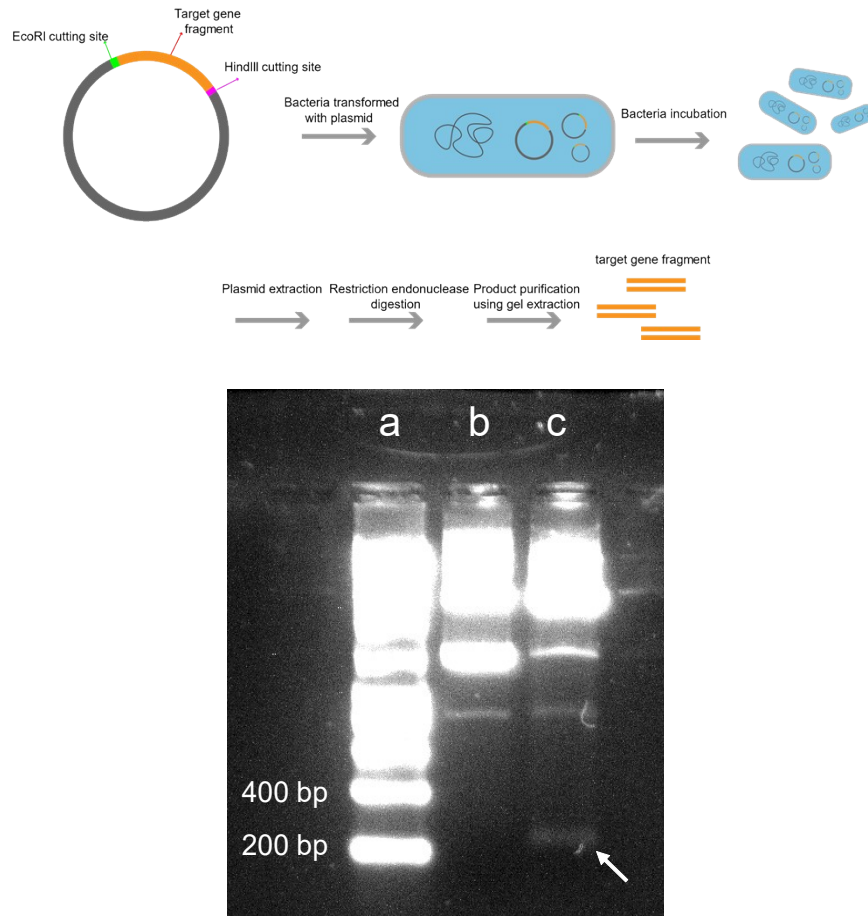 Target gene
fragment
EcoRI cutting site
HindIII cutting site
Bacteria transformed
with plasmid
Bacteria incubation
Plasmid extraction
Restriction endonuclease
digestion
Product purification
using gel extraction
target gene fragment
a
b
c
400 bp
200 bp